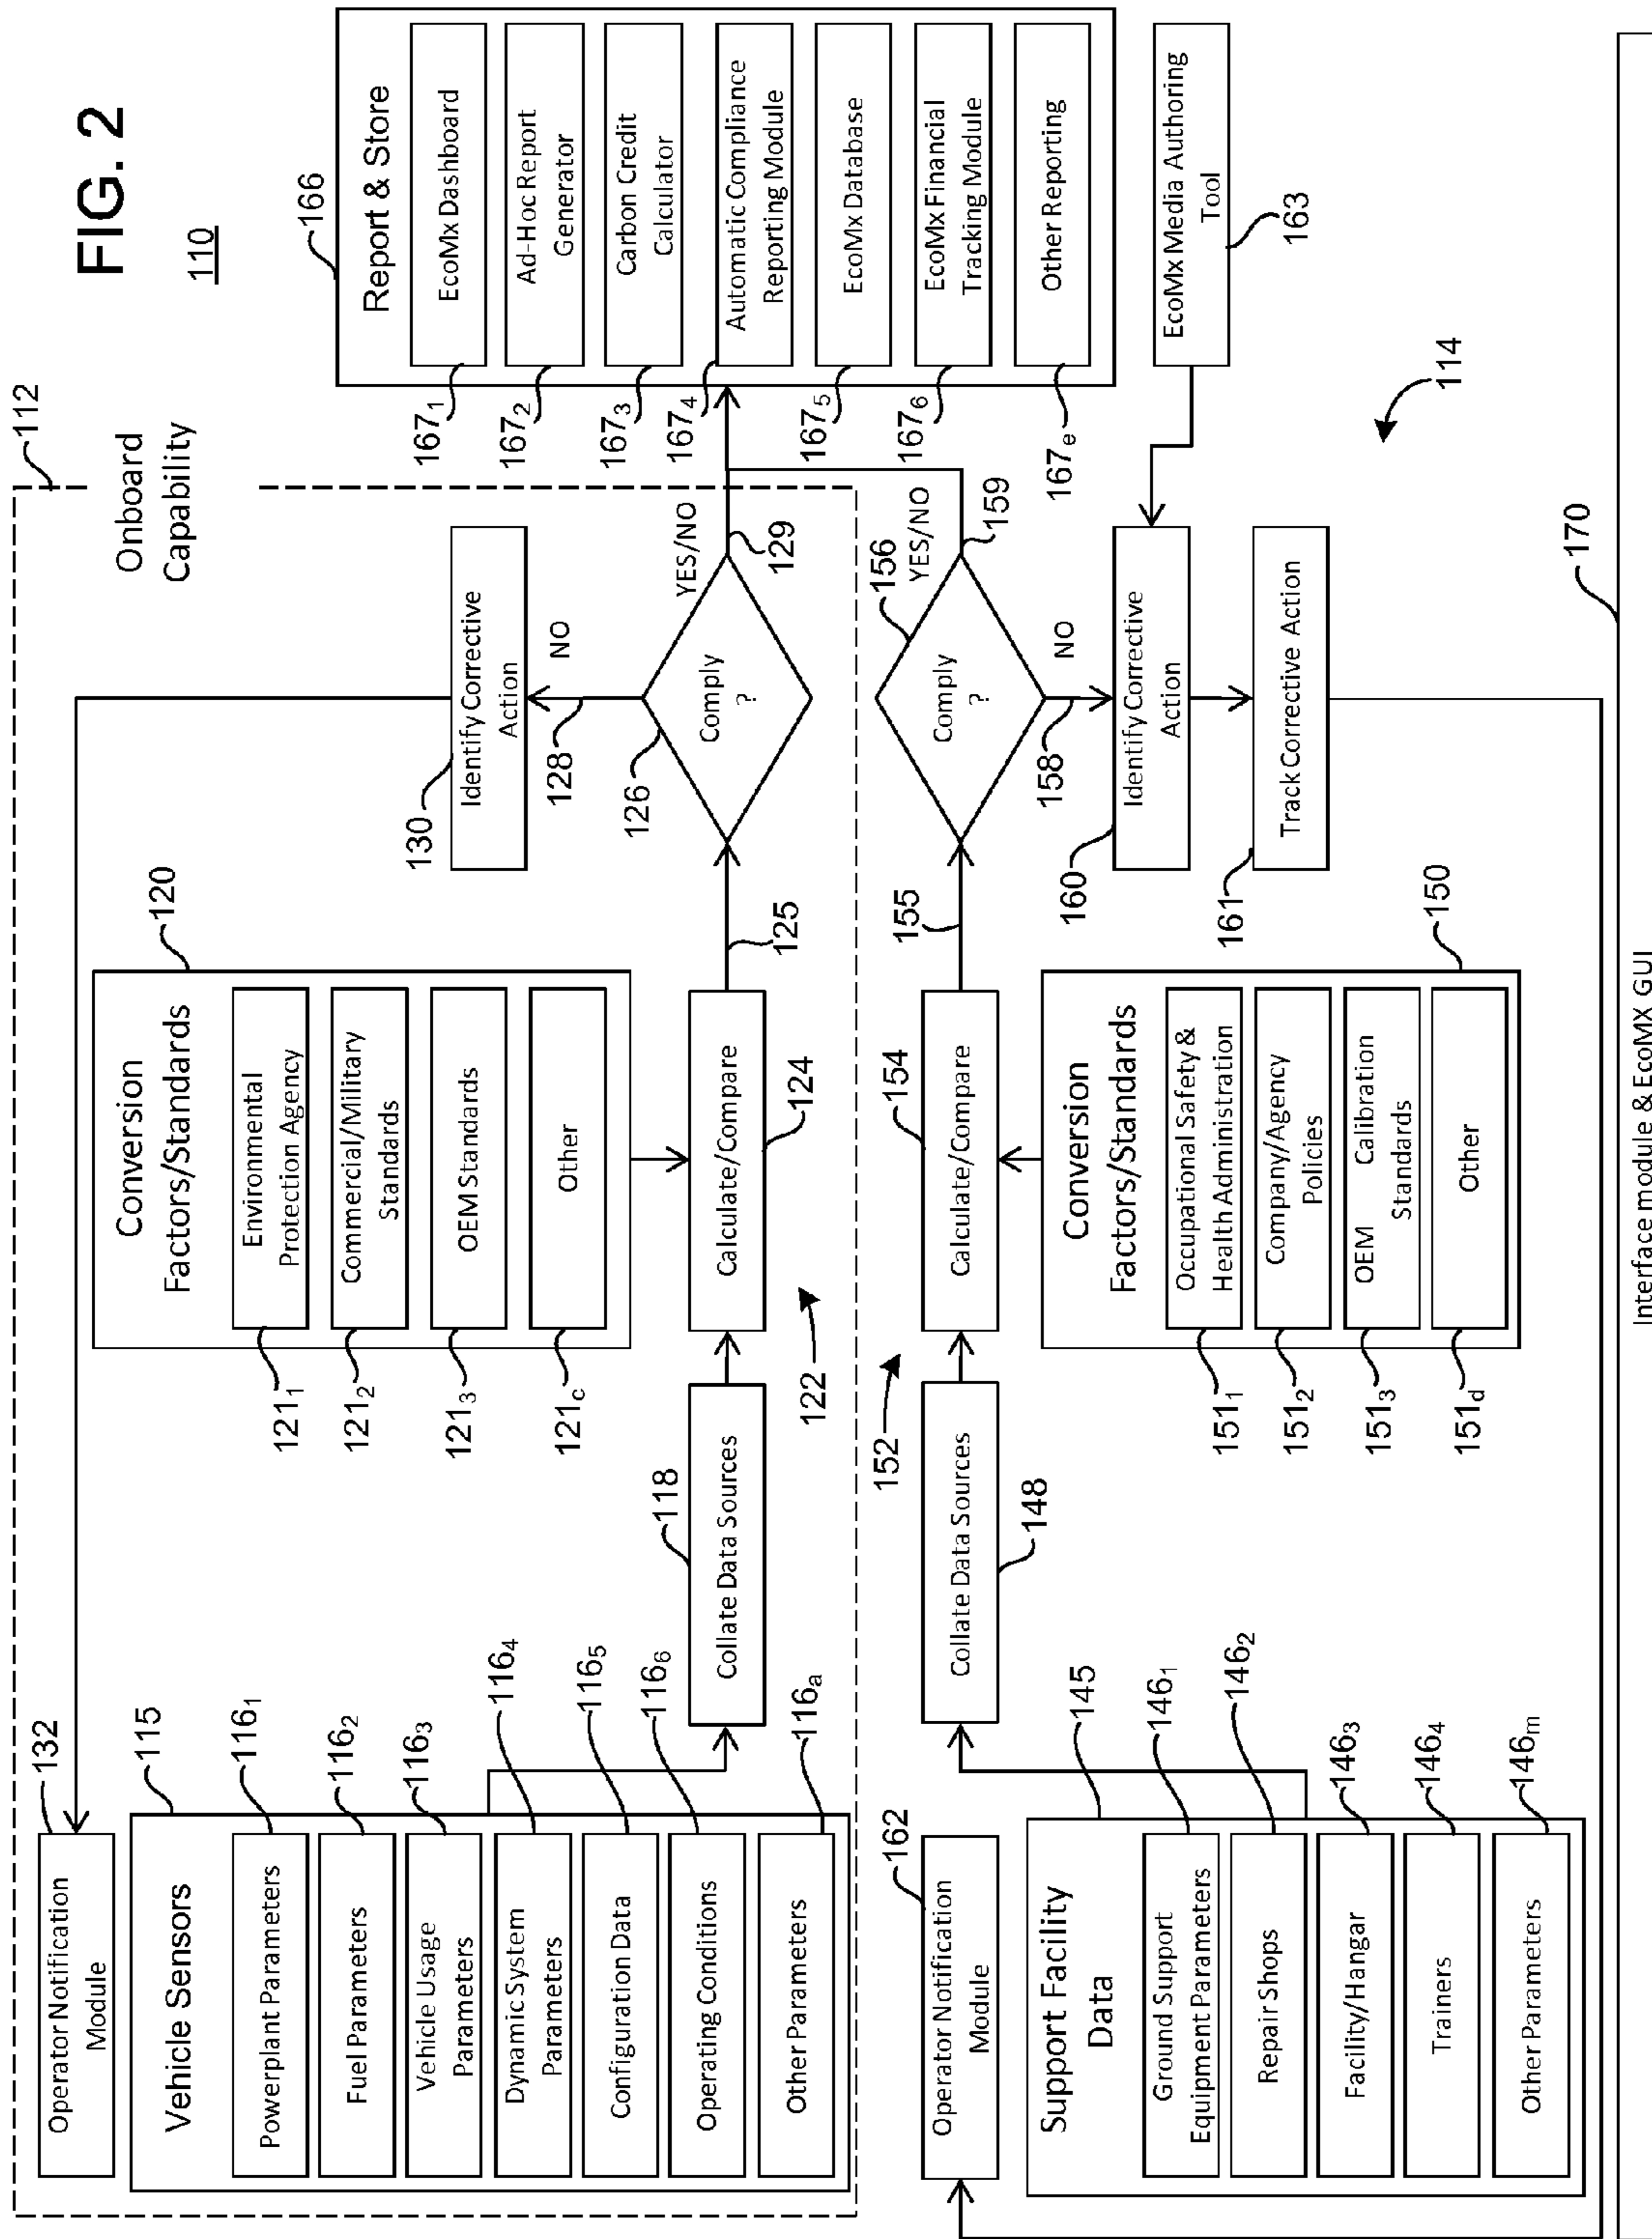 FIG. 2
110
112
Onboard
Capability
132
Operator Notification
Module
115
Vehicle Sensors
Powerplant Parameters
116₁
Fuel Parameters
116₂
Vehicle Usage
Parameters
116₃
Dynamic System
Parameters
116₄
Configuration Data
116₅
Operating Conditions
116₆
Other Parameters
116ₐ
118
Collate Data Sources
120
Conversion
Factors/Standards
Environmental
Protection Agency
121₁
Commercial/Military
Standards
121₂
OEM Standards
121₃
Other
121c
122
Calculate/Compare
124
125
126
Comply
?
NO
128
YES/NO
129
130
Identify Corrective
Action
166
Report & Store
EcoMx Dashboard
167₁
Ad-Hoc Report
Generator
167₂
Carbon Credit
Calculator
167₃
Automatic Compliance
Reporting Module
167₄
EcoMx Database
167₅
EcoMx Financial
Tracking Module
167₆
Other Reporting
167ₑ
EcoMx Media Authoring
Tool
163
114
162
Operator Notification
Module
145
Support Facility
Data
Ground Support
Equipment Parameters
146₁
Repair Shops
146₂
Facility/Hangar
146₃
Trainers
146₄
Other Parameters
146ₘ
Collate Data Sources
148
152
154
Calculate/Compare
Conversion
Factors/Standards
150
Occupational Safety &
Health Administration
151₁
Company/Agency
Policies
151₂
OEM Calibration
Standards
151₃
Other
151d
155
156
Comply
?
YES/NO
159
NO
158
160
Identify Corrective
Action
161
Track Corrective Action
170
Interface module & EcoMX GUI